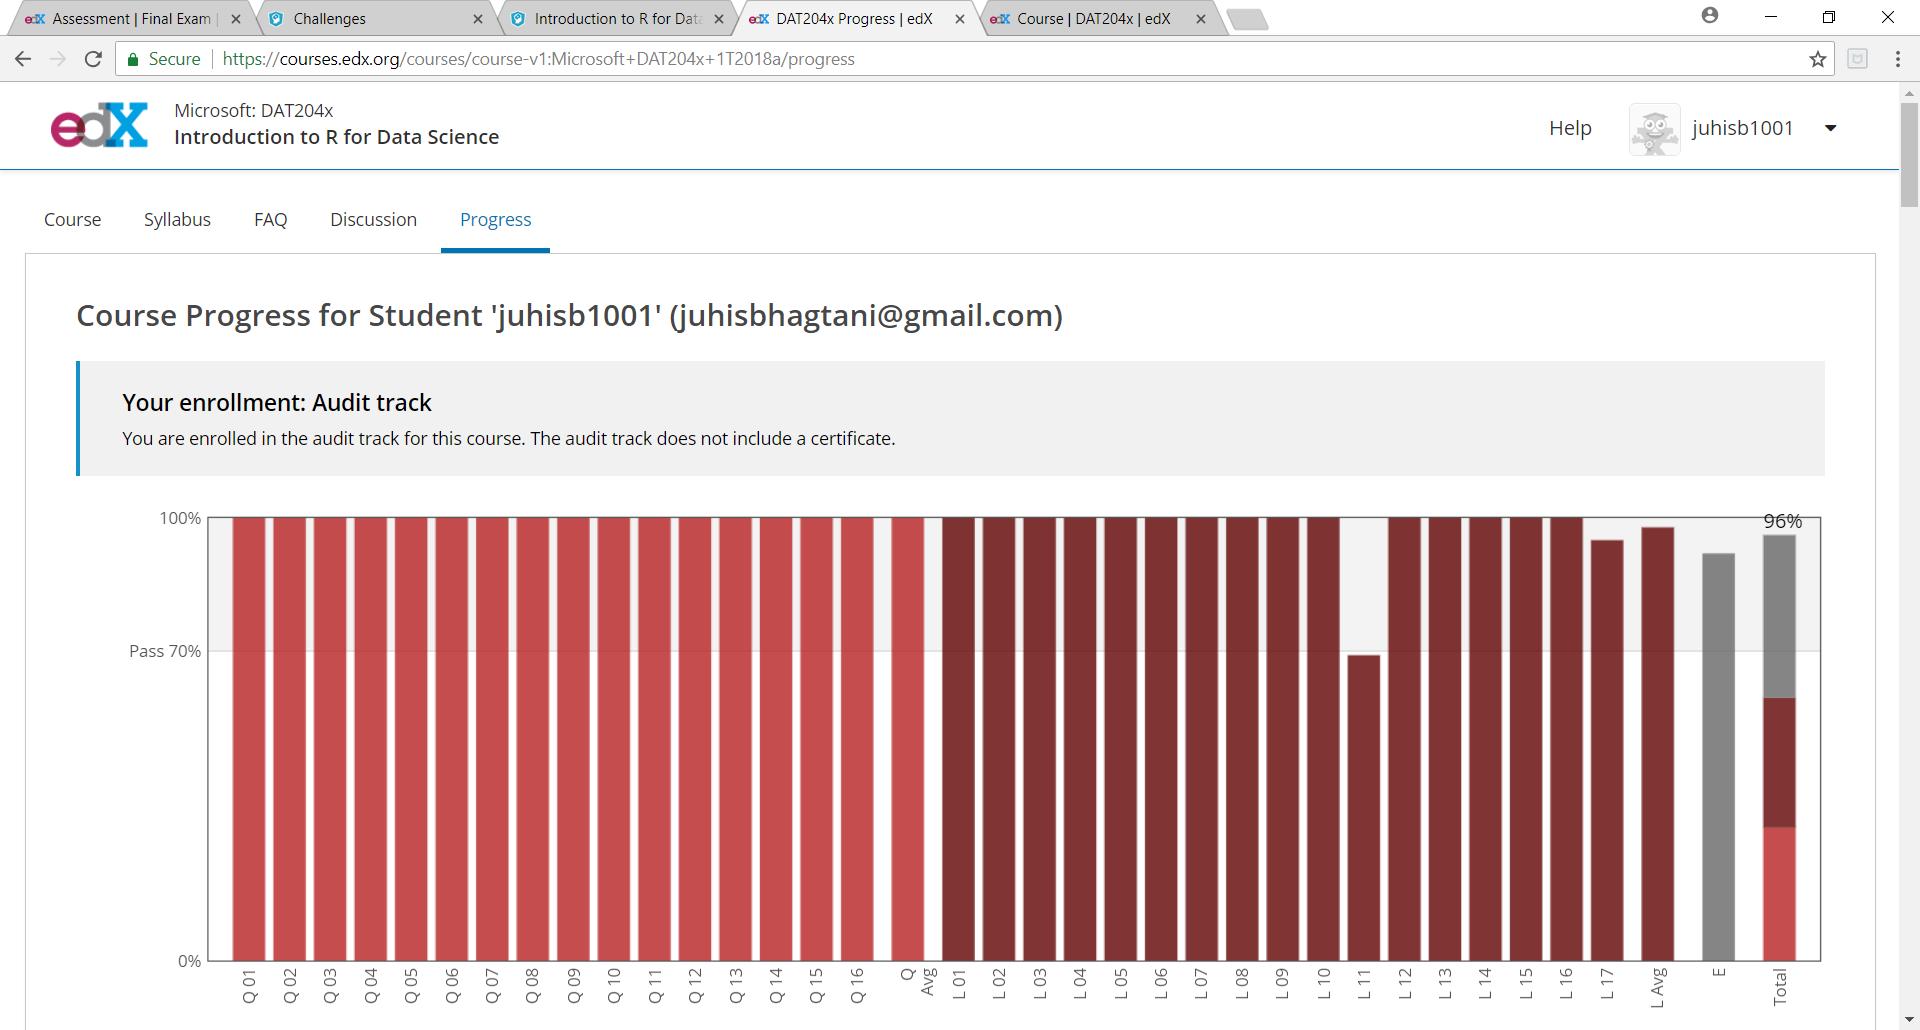 edX Assessment | Final Exam
Challenges
Introduction to R for Dat
edX DAT204x Progress | edX
edX Course | DAT204x | edX
Secure
https://courses.edx.org/courses/course-v1:Microsoft+DAT204x+1T2018a/progress
edX
Microsoft: DAT204x
Introduction to R for Data Science
Help
juhisb1001
Course
Syllabus
FAQ
Discussion
Progress
Course Progress for Student 'juhisb1001' (juhisbhagtani@gmail.com)
Your enrollment: Audit track
You are enrolled in the audit track for this course. The audit track does not include a certificate.
100%
Pass 70%
0%
96%
Q 01
Q 02
Q 03
Q 04
Q 05
Q 06
Q 07
Q 08
Q 09
Q 10
Q 11
Q 12
Q 13
Q 14
Q 15
Q 16
Q
Avg
L 01
L 02
L 03
L 04
L 05
L 06
L 07
L 08
L 09
L 10
L 11
L 12
L 13
L 14
L 15
L 16
L 17
L Avg
E
Total